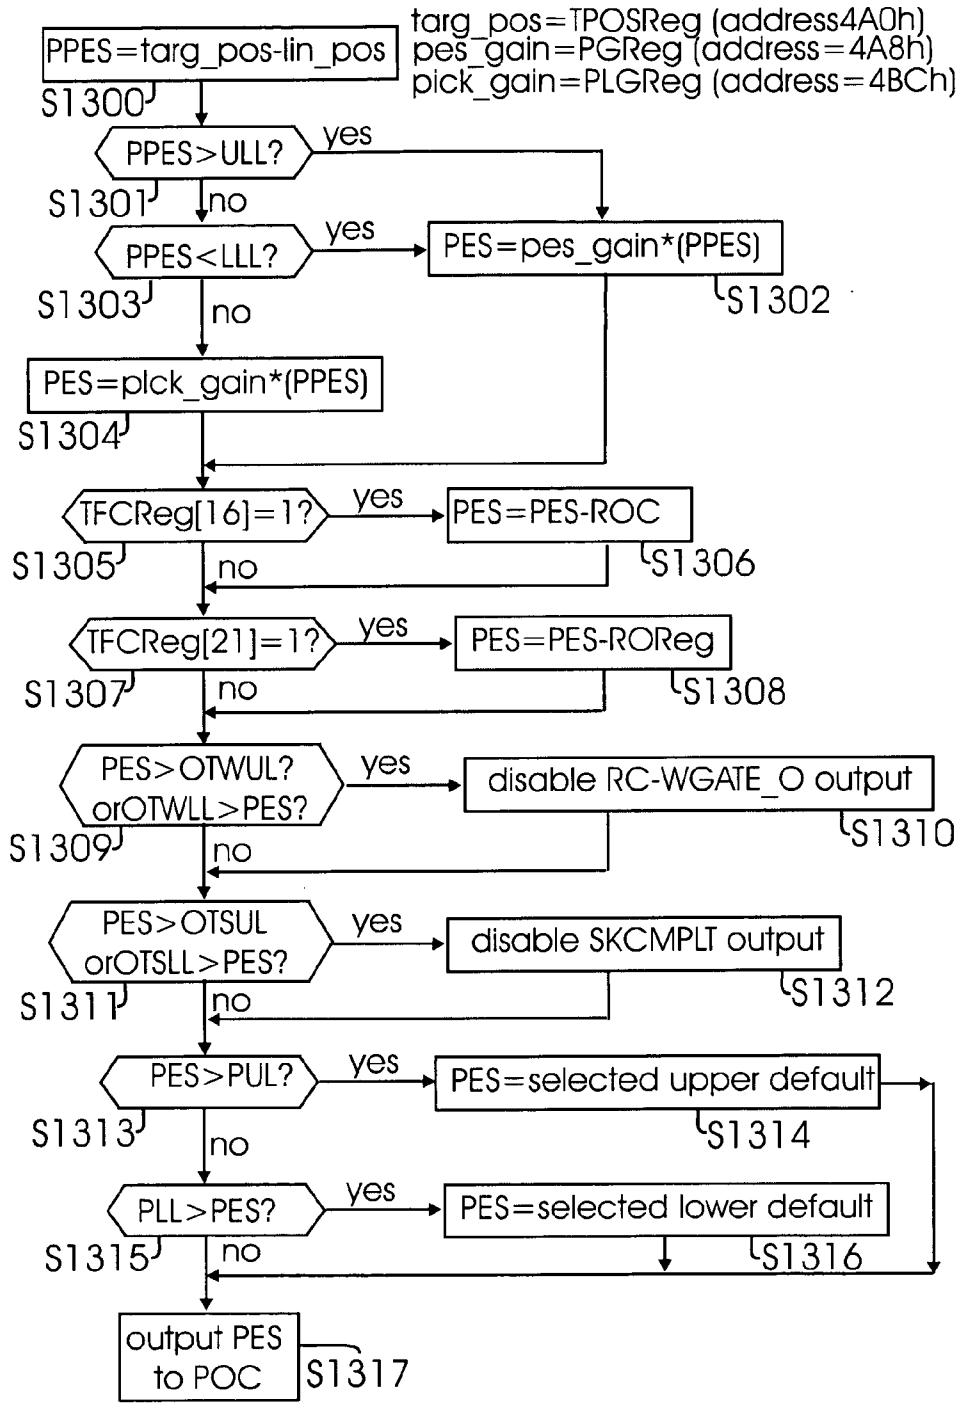 PPES=targ_pos-lin_pos
targ_pos=TPOSReg (address4A0h)
pes_gain=PGReg (address=4A8h)
pick_gain=PLGReg (address=4BCh)
S1300
PPES>ULL?
yes
S1301
no
PPES<LLL?
yes
PES=pes_gain*(PPES)
S1303
no
S1302
PES=plck_gain*(PPES)
S1304
TFCReg[16]=1?
yes
PES=PES-ROC
S1305
no
S1306
TFCReg[21]=1?
yes
PES=PES-ROReg
S1307
no
S1308
PES>OTWUL?
orOTWLL>PES?
yes
disable RC-WGATE_O output
S1309
no
S1310
PES>OTSUL
orOTSLL>PES?
yes
disable SKCMPLT output
S1311
no
S1312
PES>PUL?
yes
PES=selected upper default
S1313
no
S1314
PLL>PES?
yes
PES=selected lower default
S1315
no
S1316
output PES
to POC
S1317